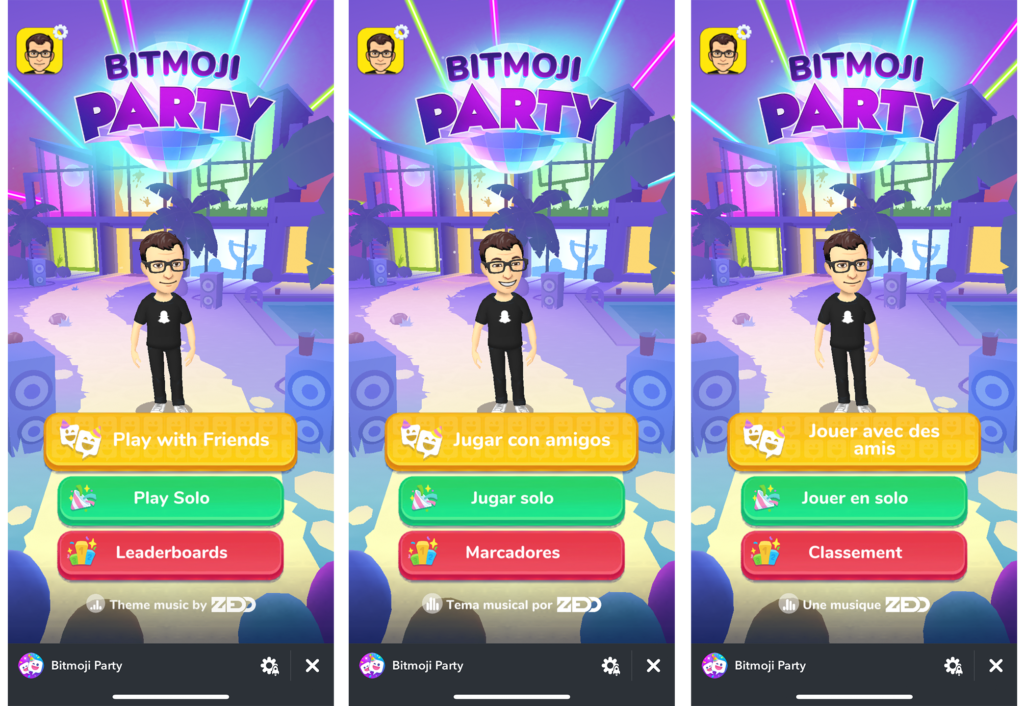 BITMOJI
PARTY
Play with Friends
Play Solo
Leaderboards
Theme music by ZEDD
Bitmoji Party
BITMOJI
PARTY
Jugar con amigos
Jugar solo
Marcadores
Tema musical por ZEDD
Bitmoji Party
BITMOJI
PARTY
Jouer avec des
amis
Jouer en solo
Classement
Une musique ZEDD
Bitmoji Party